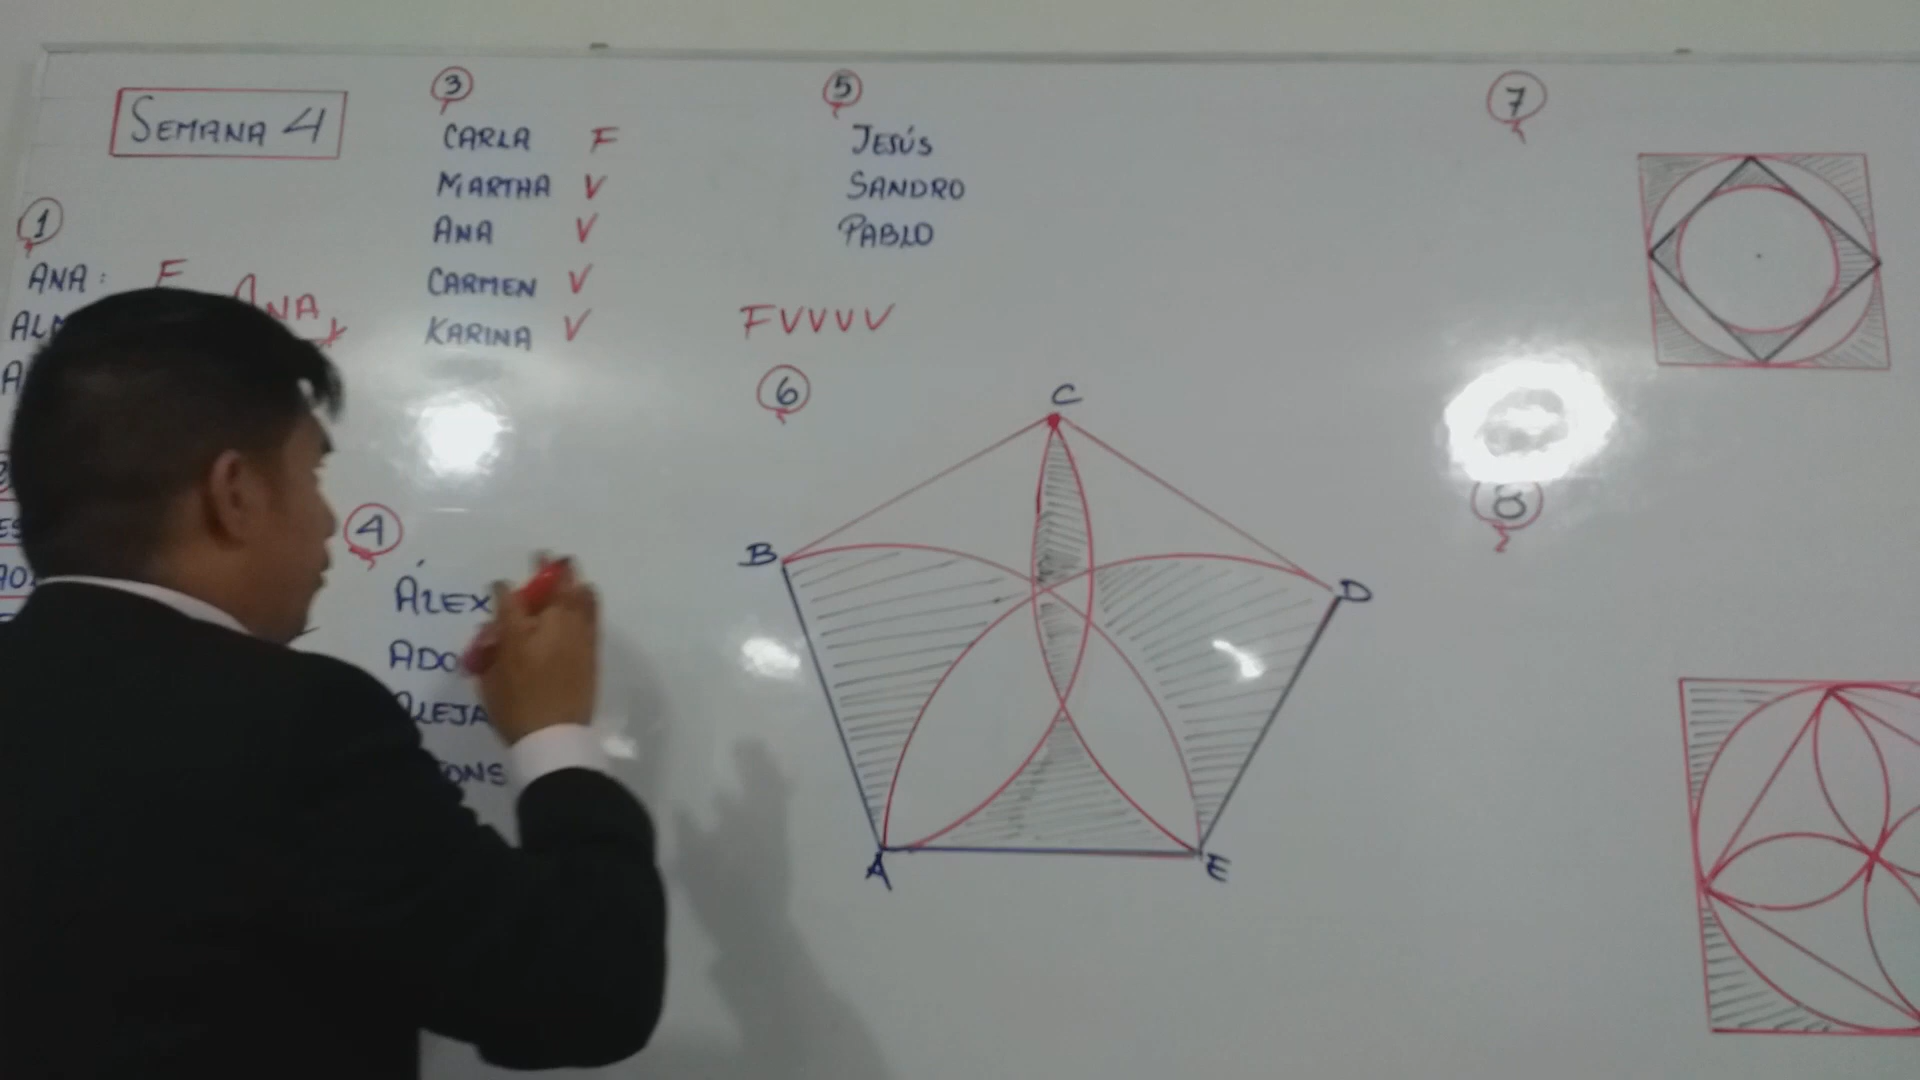 SEMANA 4
1
ANA: F ANA
3
CARLA F
MARTHA V
ANA V
CARMEN V
KARINA V
FVVVV
4
ÁLEX
5
JESÚS
SANDRO
PABLO
6
C
B
D
A
E
7
8